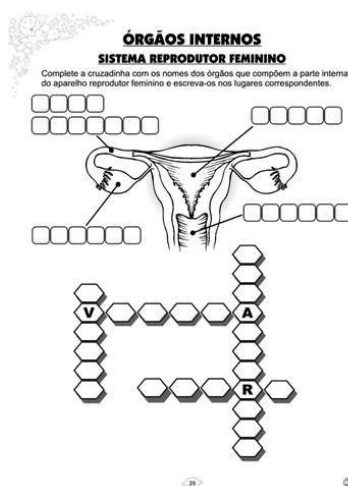 ÓRGÃOS INTERNOS
SISTEMA REPRODUTOR FEMININO
Complete a cruzadinha com os nomes dos órgãos que compõem a parte interna
do aparelho reprodutor feminino e escreva-os nos lugares correspondentes.
V
A
R
29